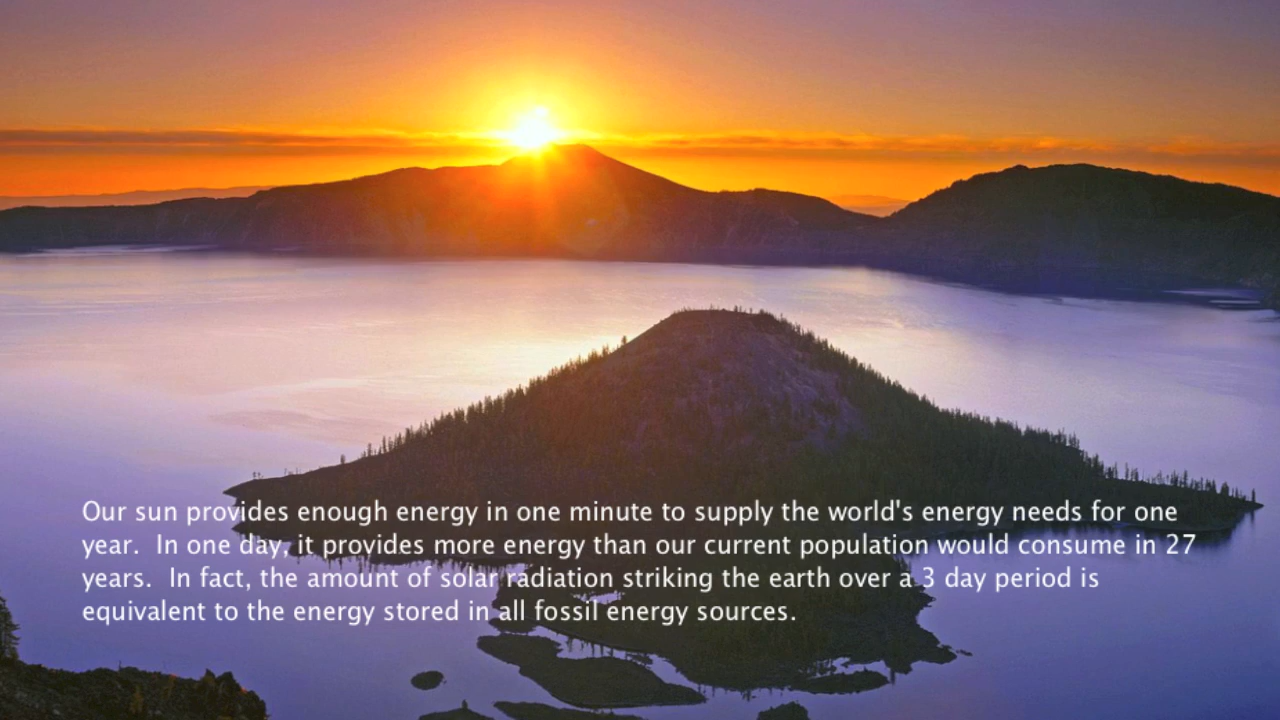 Our sun provides enough energy in one minute to supply the world's energy needs for one
year.  In one day, it provides more energy than our current population would consume in 27
years.  In fact, the amount of solar radiation striking the earth over a 3 day period is
equivalent to the energy stored in all fossil energy sources.